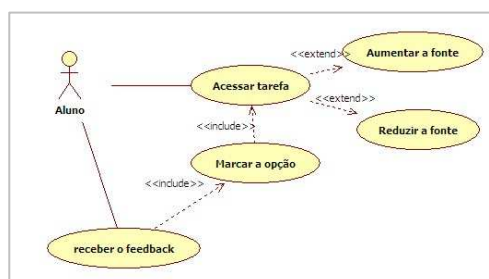 <<extend>>
Aumentar a fonte
Acessar tarefa
<<extend>>
Aluno
<<include>>
Reduzir a fonte
Marcar a opção
<<include>>
receber o feedback